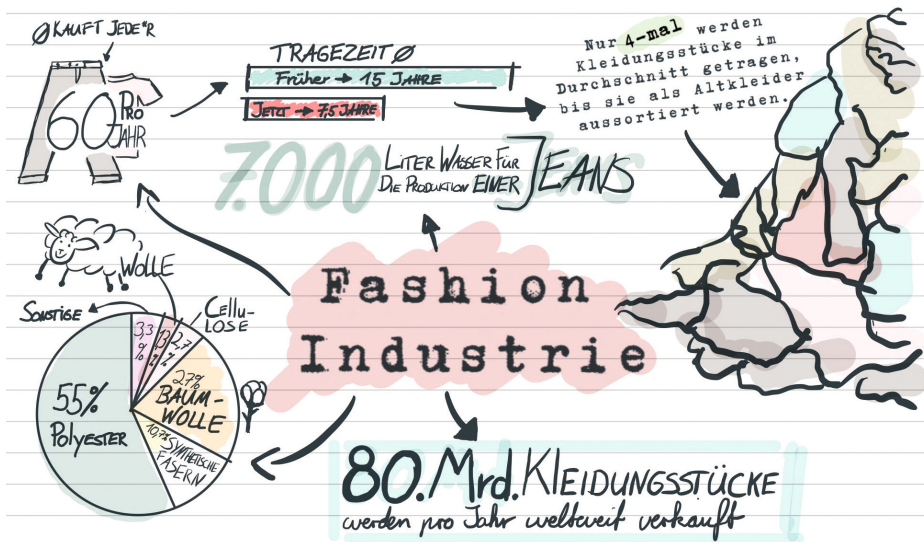 Ø KAUFT JEDE*R
60 PRO
JAHR
TRAGEZEIT Ø
Früher → 15 JAHRE
JETZT → 7,5 JAHRE
Nur 4-mal werden
Kleidungsstücke im
Durchschnitt getragen,
bis sie als Altkleider
aussortiert werden.
7.000 LITER WASSER FÜR
DIE PRODUKTION EINER JEANS
Fashion
Industrie
WOLLE
SONSTIGE
CELLU-
LOSE
3,3
%
1,3
%
2,7
%
27%
BAUM-
WOLLE
55%
POLYESTER
10,7% SYNTHETISCHE
FASERN
80. Mrd. KLEIDUNGSSTÜCKE
werden pro Jahr weltweit verkauft